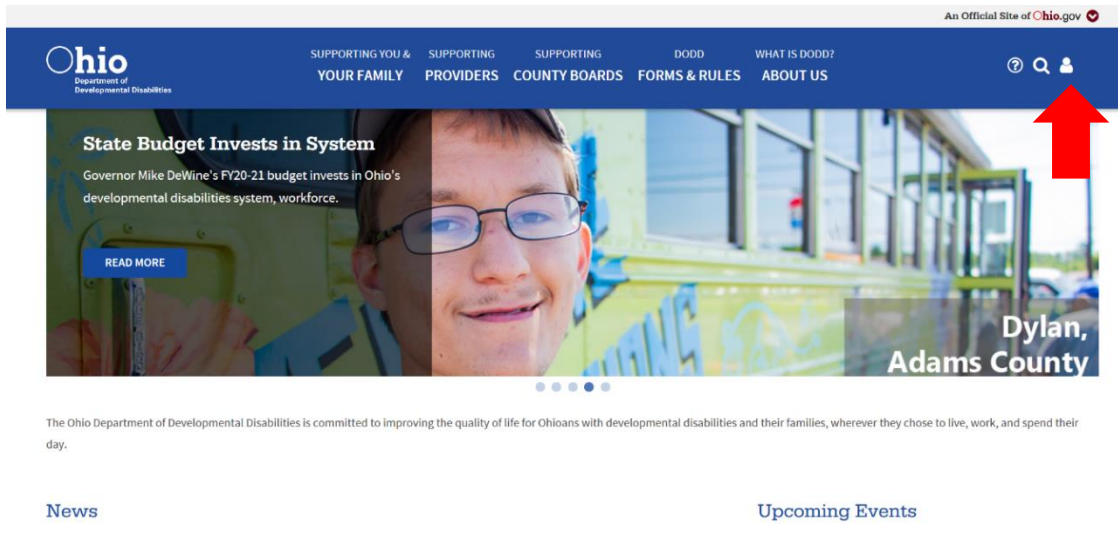 An Official Site of Ohio.gov
Ohio
Department of
Developmental Disabilities
SUPPORTING YOU &
YOUR FAMILY
SUPPORTING
PROVIDERS
SUPPORTING
COUNTY BOARDS
DODD
FORMS & RULES
WHAT IS DODD?
ABOUT US
State Budget Invests in System
Governor Mike DeWine's FY20-21 budget invests in Ohio's
developmental disabilities system, workforce.
READ MORE
Dylan,
Adams County
The Ohio Department of Developmental Disabilities is committed to improving the quality of life for Ohioans with developmental disabilities and their families, wherever they chose to live, work, and spend their
day.
News
Upcoming Events